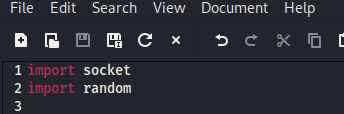 File Edit Search View Document Help
1 import socket
2 import random
3